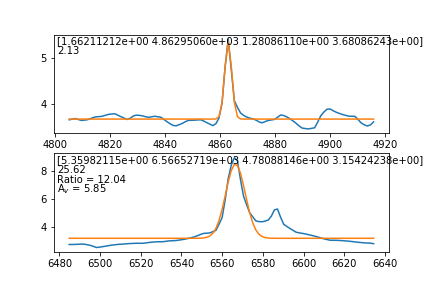 [1.66211212e+00 4.86295060e+03 1.28086110e+00 3.68086243e+00]
2.13
5
4
4800 4820 4840 4860 4880 4900 4920
[5.35982115e+00 6.56652719e+03 4.78088146e+00 3.15424238e+00]
25.62
Ratio = 12.04
Av = 5.85
8
6
4
6480 6500 6520 6540 6560 6580 6600 6620 6640